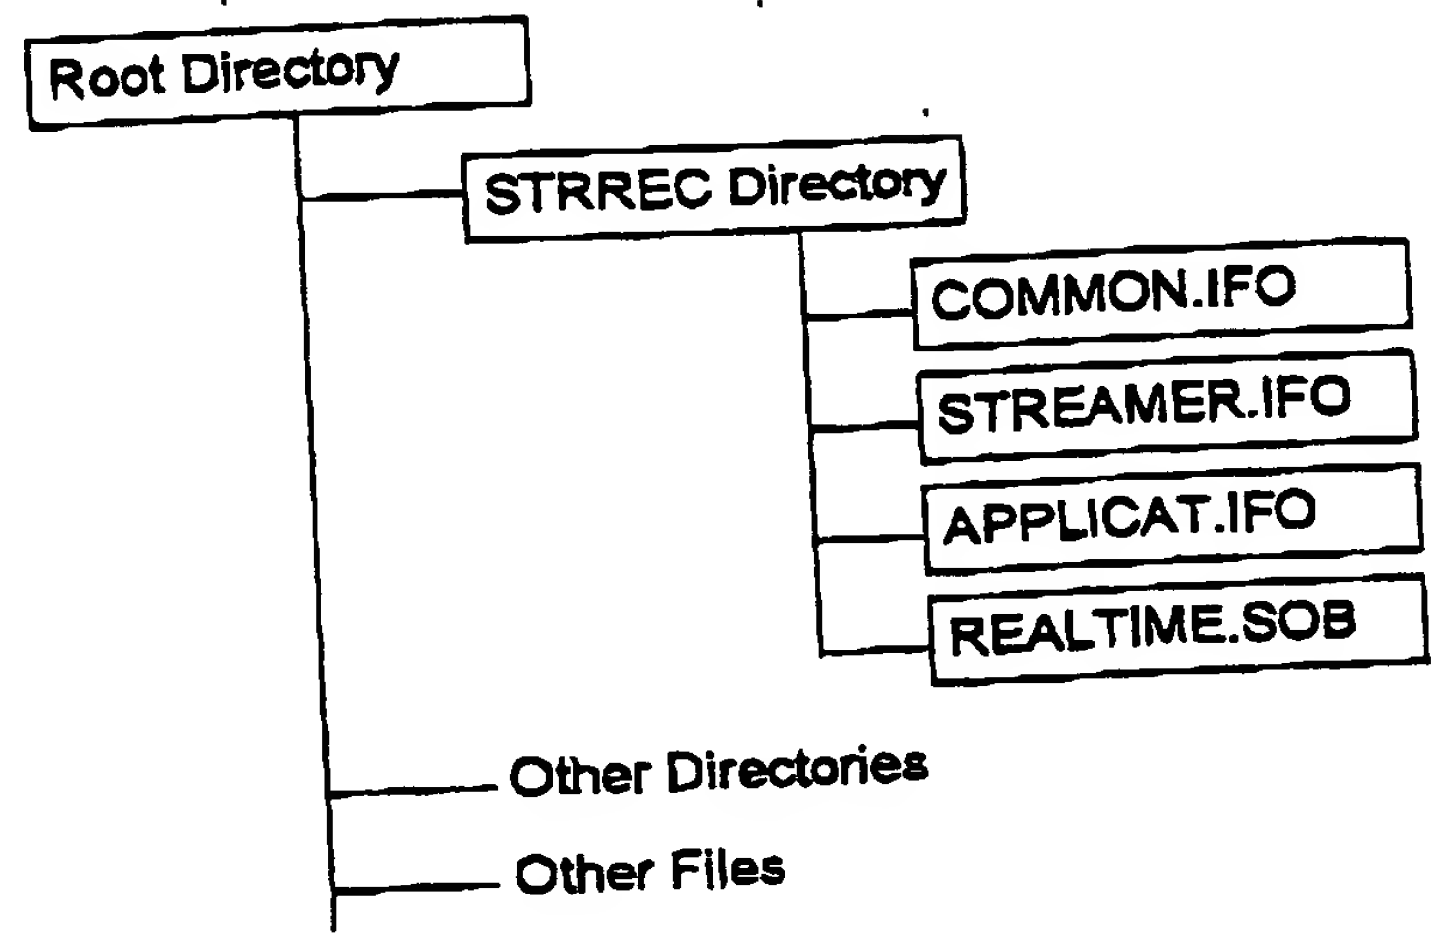 Root Directory
STRREC Directory
COMMON.IFO
STREAMER.IFO
APPLICAT.IFO
REALTIME.SOB
Other Directories
Other Files